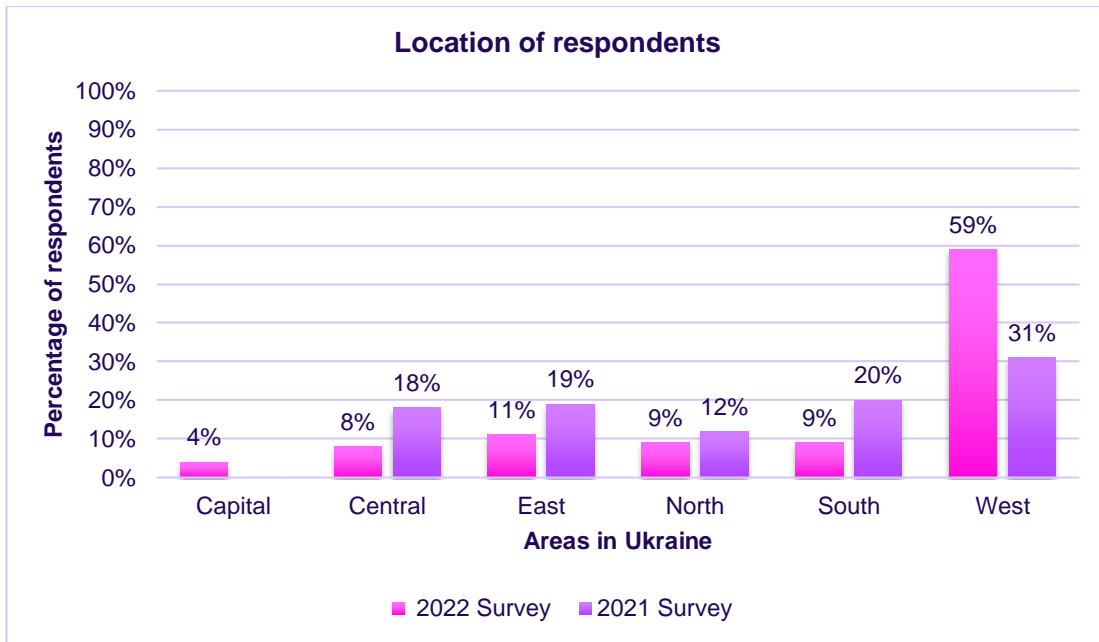 Location of respondents
Percentage of respondents
100%
90%
80%
70%
60%
50%
40%
30%
20%
10%
0%
4%
8%
18%
11%
19%
9%
12%
9%
20%
59%
31%
Capital
Central
East
North
South
West
Areas in Ukraine
2022 Survey
2021 Survey